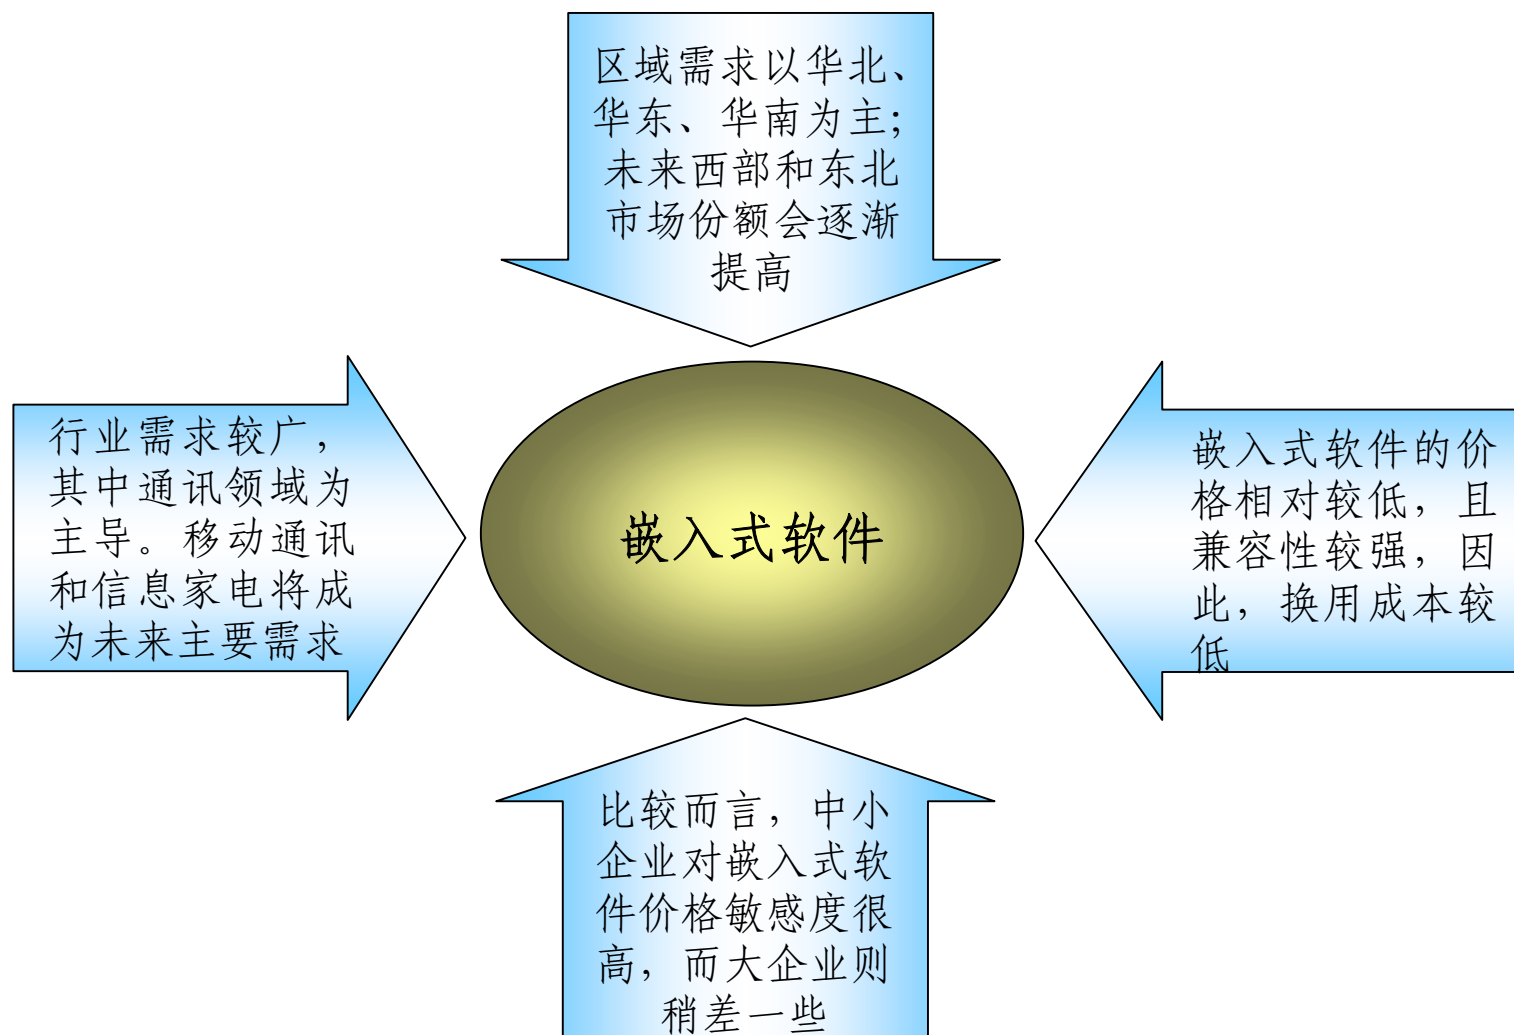 区域需求以华北、
华东、华南为主；
未来西部和东北
市场份额会逐渐
提高
行业需求较广，
其中通讯领域为
主导。移动通讯
和信息家电将成
为未来主要需求
嵌入式软件
嵌入式软件的价
格相对较低，且
兼容性较强，因
此，换用成本较
低
比较而言，中小
企业对嵌入式软
件价格敏感度很
高，而大企业则
稍差一些